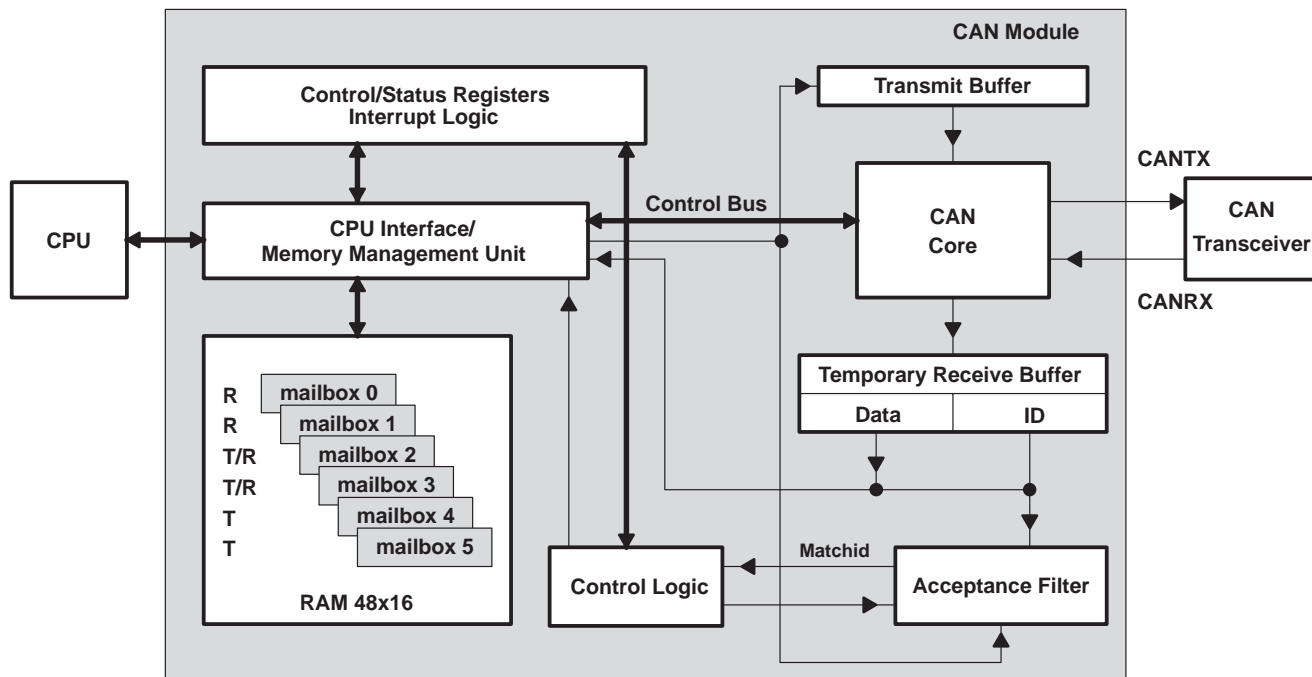 CAN Module
Control/Status Registers
Interrupt Logic
Transmit Buffer
CANTX
CPU
CPU Interface/
Memory Management Unit
Control Bus
CAN
Core
CAN
Transceiver
CANRX
Temporary Receive Buffer
Data
ID
R
mailbox 0
R
mailbox 1
T/R
mailbox 2
T/R
mailbox 3
T
mailbox 4
T
mailbox 5
RAM 48x16
Control Logic
Matchid
Acceptance Filter